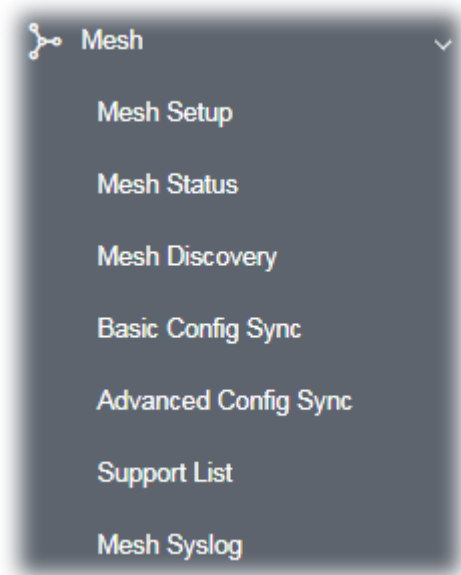 Mesh
Mesh Setup
Mesh Status
Mesh Discovery
Basic Config Sync
Advanced Config Sync
Support List
Mesh Syslog